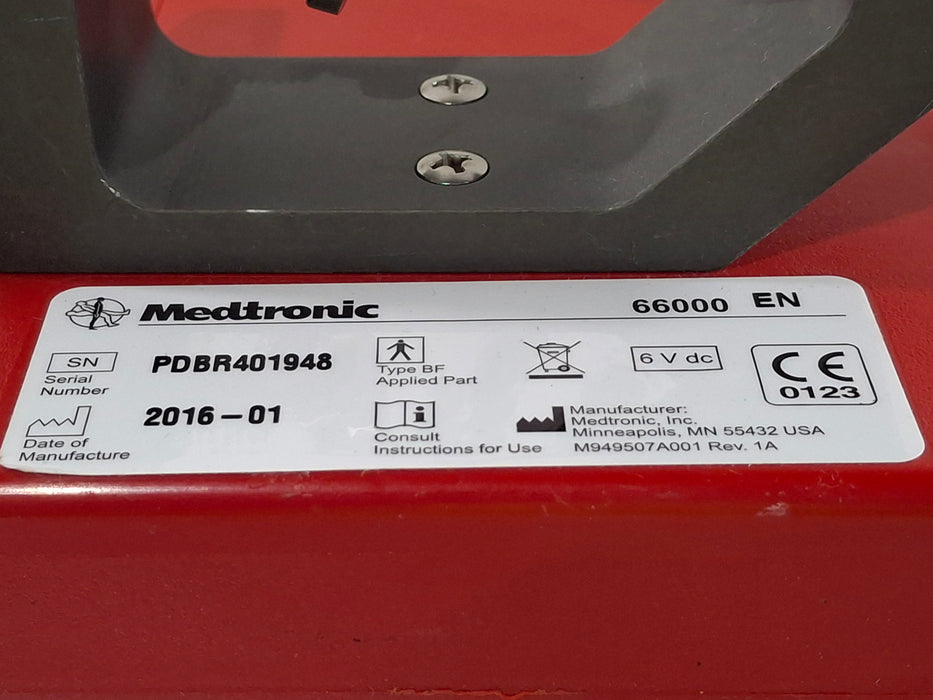 Medtronic 66000 EN
SN PDBR401948
Serial
Number
Type BF
Applied Part
6 V dc
CE
0123
2016-01
Date of
Manufacture
Consult
Instructions for Use
Manufacturer:
Medtronic, Inc.
Minneapolis, MN 55432 USA
M949507A001 Rev. 1A